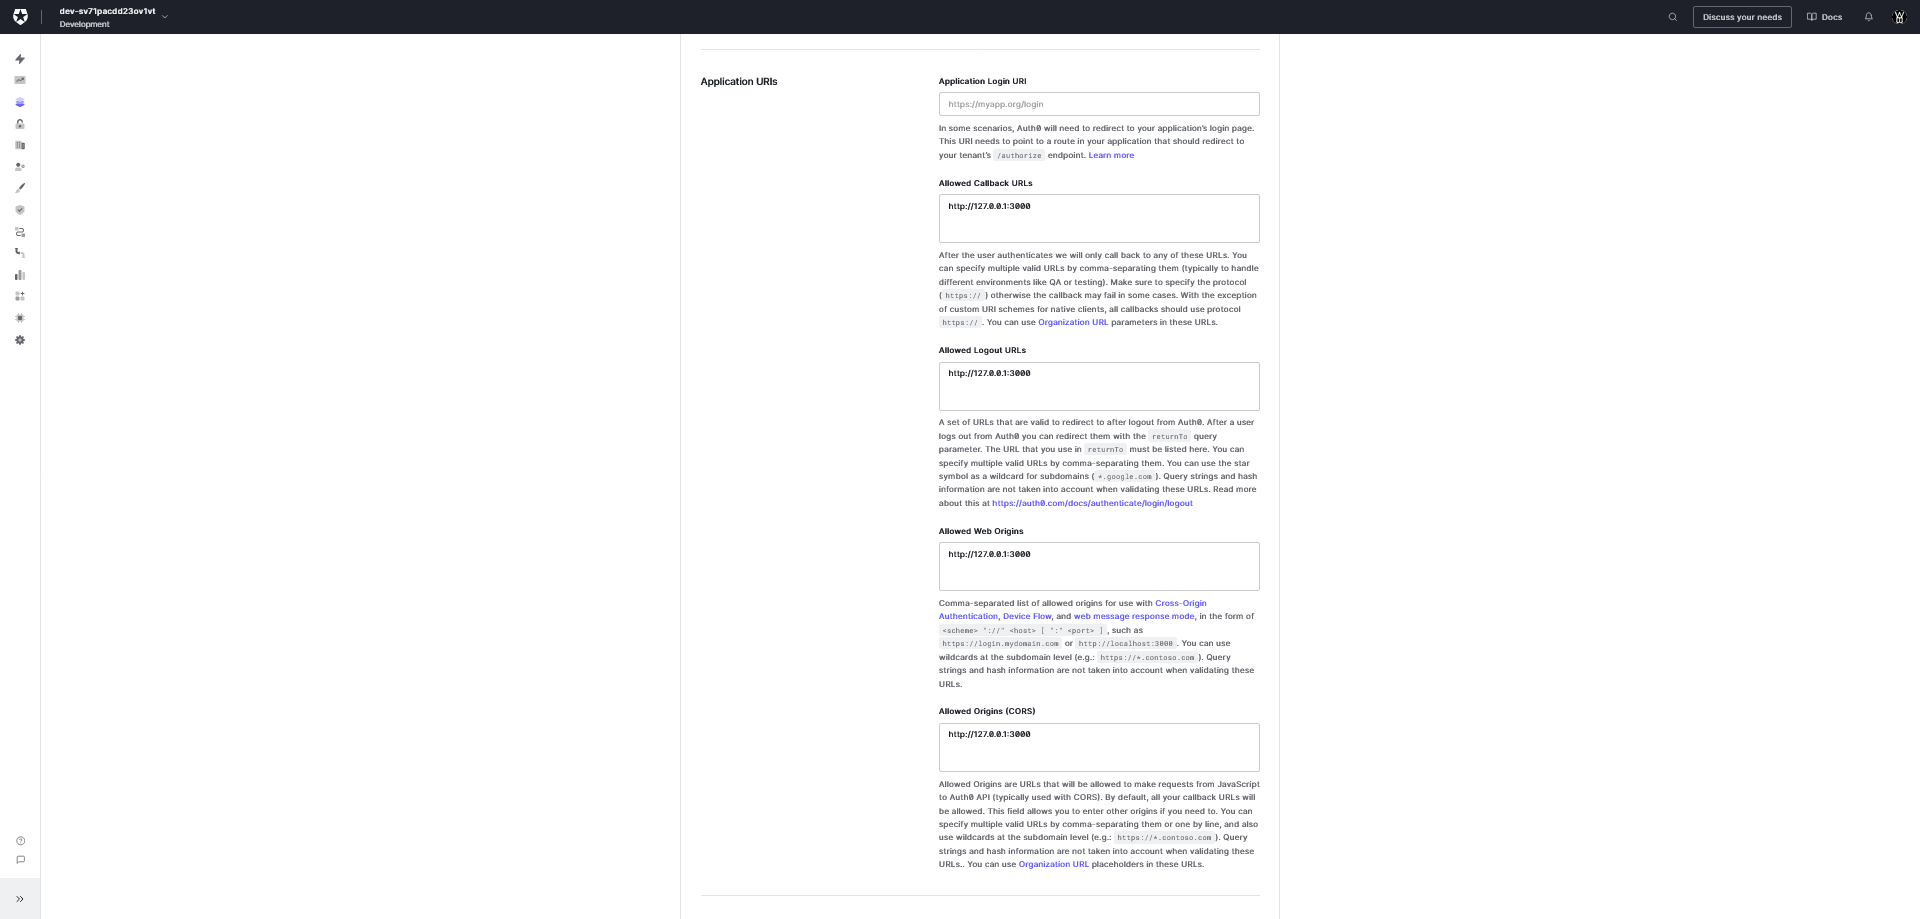 dev-sv71pacdd23ov1vt
Development
Discuss your needs
Docs
Application URIs
Application Login URI
https://myapp.org/login
In some scenarios, Auth0 will need to redirect to your application's login page.
This URI needs to point to a route in your application that should redirect to
your tenant's /authorize endpoint. Learn more
Allowed Callback URLs
http://127.0.0.1:3000
After the user authenticates we will only call back to any of these URLs. You
can specify multiple valid URLs by comma-separating them (typically to handle
different environments like QA or testing). Make sure to specify the protocol
(https://) otherwise the callback may fail in some cases. With the exception
of custom URI schemes for native clients, all callbacks should use protocol
https://. You can use Organization URL parameters in these URLs.
Allowed Logout URLs
http://127.0.0.1:3000
A set of URLs that are valid to redirect to after logout from Auth0. After a user
logs out from Auth0 you can redirect them with the returnTo query
parameter. The URL that you use in returnTo must be listed here. You can
specify multiple valid URLs by comma-separating them. You can use the star
symbol as a wildcard for subdomains (*.google.com). Query strings and hash
information are not taken into account when validating these URLs. Read more
about this at https://auth0.com/docs/authenticate/login/logout
Allowed Web Origins
http://127.0.0.1:3000
Comma-separated list of allowed origins for use with Cross-Origin
Authentication, Device Flow, and web message response mode, in the form of
<scheme> "://" <host> [ ":" <port> ], such as
https://login.mydomain.com or http://localhost:3000. You can use
wildcards at the subdomain level (e.g.: https://*.contoso.com). Query
strings and hash information are not taken into account when validating these
URLs.
Allowed Origins (CORS)
http://127.0.0.1:3000
Allowed Origins are URLs that will be allowed to make requests from JavaScript
to Auth0 API (typically used with CORS). By default, all your callback URLs will
be allowed. This field allows you to enter other origins if you need to. You can
specify multiple valid URLs by comma-separating them or one by line, and also
use wildcards at the subdomain level (e.g.: https://*.contoso.com). Query
strings and hash information are not taken into account when validating these
URLs.. You can use Organization URL placeholders in these URLs.